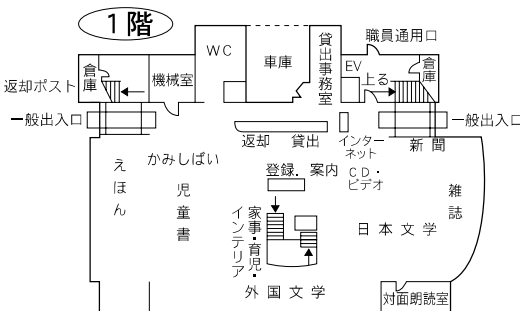 1階
職員通用口
WC
車庫
貸出事務室
倉庫
機械室
EV
上る
倉庫
返却ポスト
一般出入口
一般出入口
返却 貸出
インターネット
新聞
えほん
かみしばい
児童書
登録.案内
CD・ビデオ
雑誌
家事・育児・
インテリア
日本文学
外国文学
対面朗読室